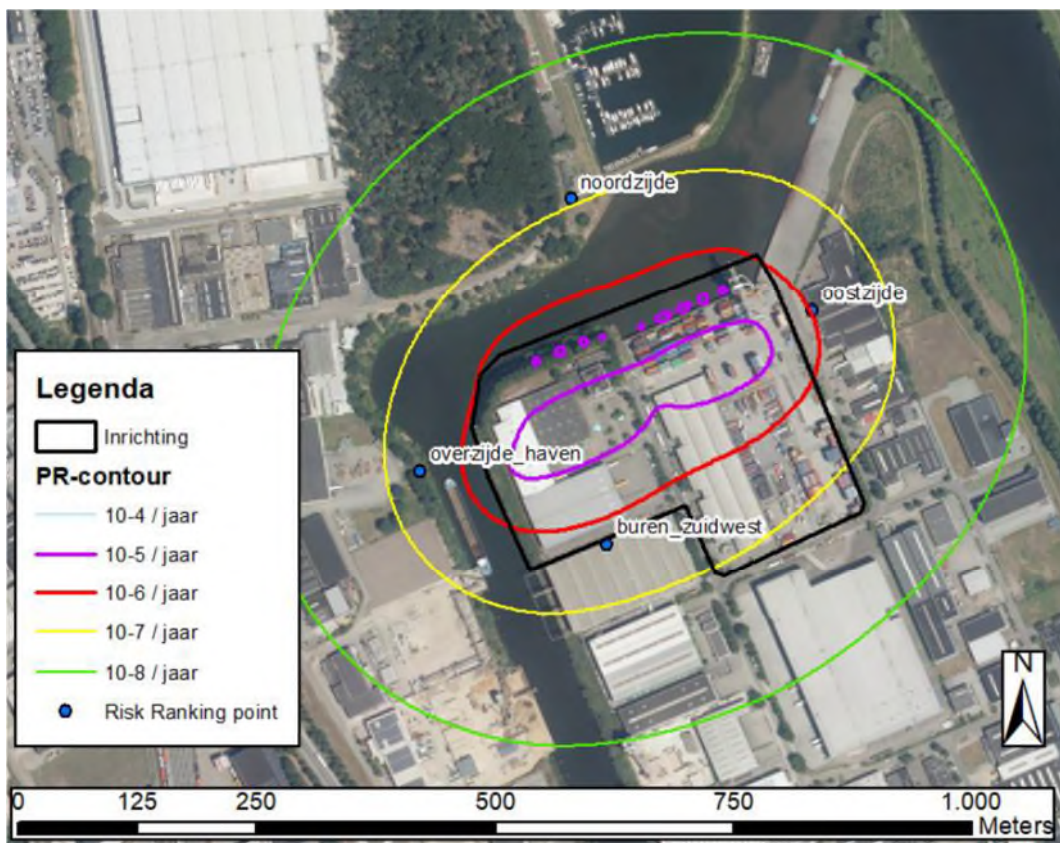 noordzijde
oostzijde
overzijde_haven
buren_zuidwest
Legenda
Inrichting
PR-contour
10-4 / jaar
10-5 / jaar
10-6 / jaar
10-7 / jaar
10-8 / jaar
Risk Ranking point
N
0 125 250 500 750 1.000
Meters